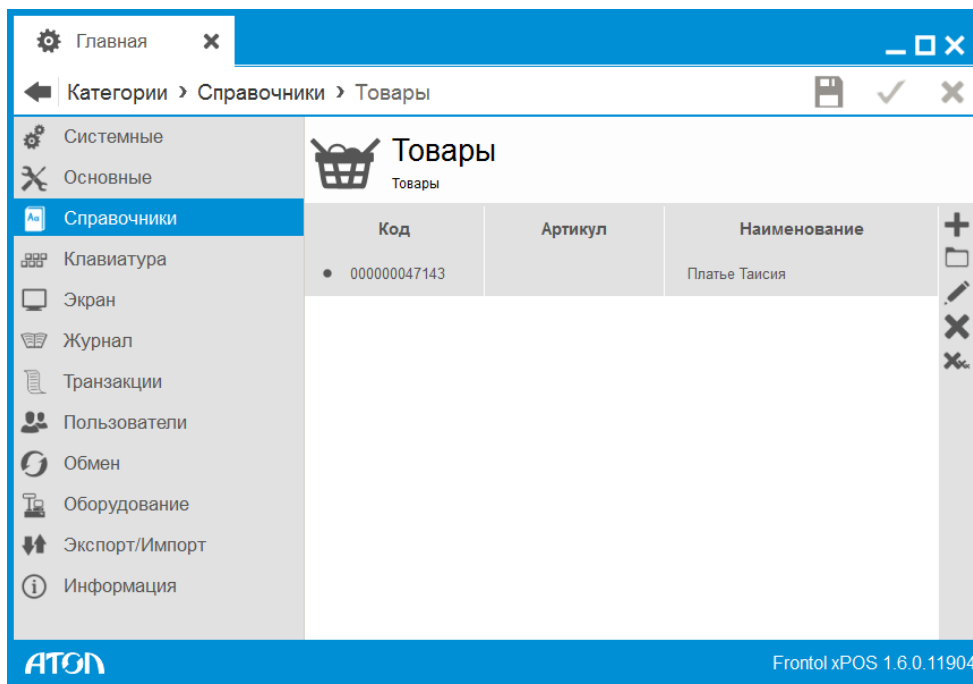 Главная
Категории › Справочники › Товары
Системные
Основные
Справочники
Клавиатура
Экран
Журнал
Транзакции
Пользователи
Обмен
Оборудование
Экспорт/Импорт
Информация
Товары
Товары
Код Артикул Наименование
000000047143 Платье Таисия
ATOL Frontol xPOS 1.6.0.11904